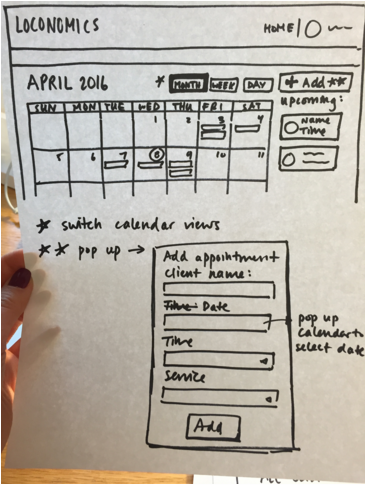 LOCONOMICS
HOME
APRIL 2016 * MONTH WEEK DAY + Add **
SUN MON TUE WED THU FRI SAT
upcoming:
1 2 3 4
Name
Time
5 6 7 8 9 10 11
* switch calendar views
** pop up →
Add appointment
client name:
Time Date
Time
Service
Add
pop up
calendar to
select date